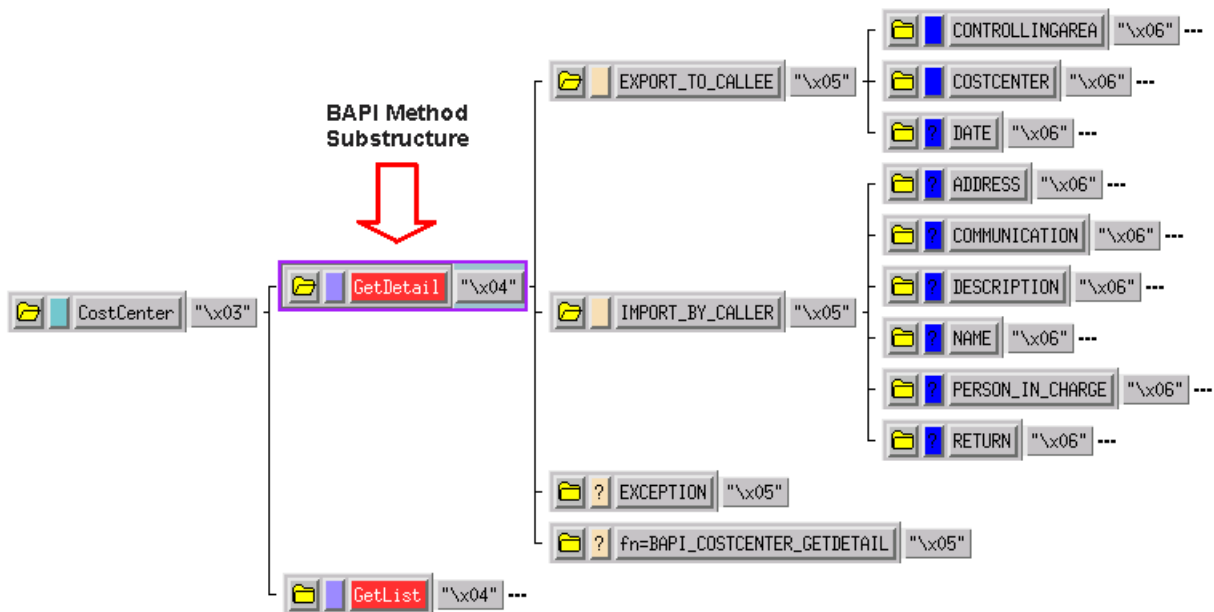 CONTROLLINGAREA "\x06" ---
EXPORT_TO_CALLEE "\x05"
COSTCENTER "\x06" ---
BAPI Method
Substructure
? DATE "\x06" ---
? ADDRESS "\x06" ---
? COMMUNICATION "\x06" ---
GetDetail "\x04"
? DESCRIPTION "\x06" ---
CostCenter "\x03"
IMPORT_BY_CALLER "\x05"
? NAME "\x06" ---
? PERSON_IN_CHARGE "\x06" ---
? RETURN "\x06" ---
? EXCEPTION "\x05"
? fn=BAPI_COSTCENTER_GETDETAIL "\x05"
GetList "\x04" ---